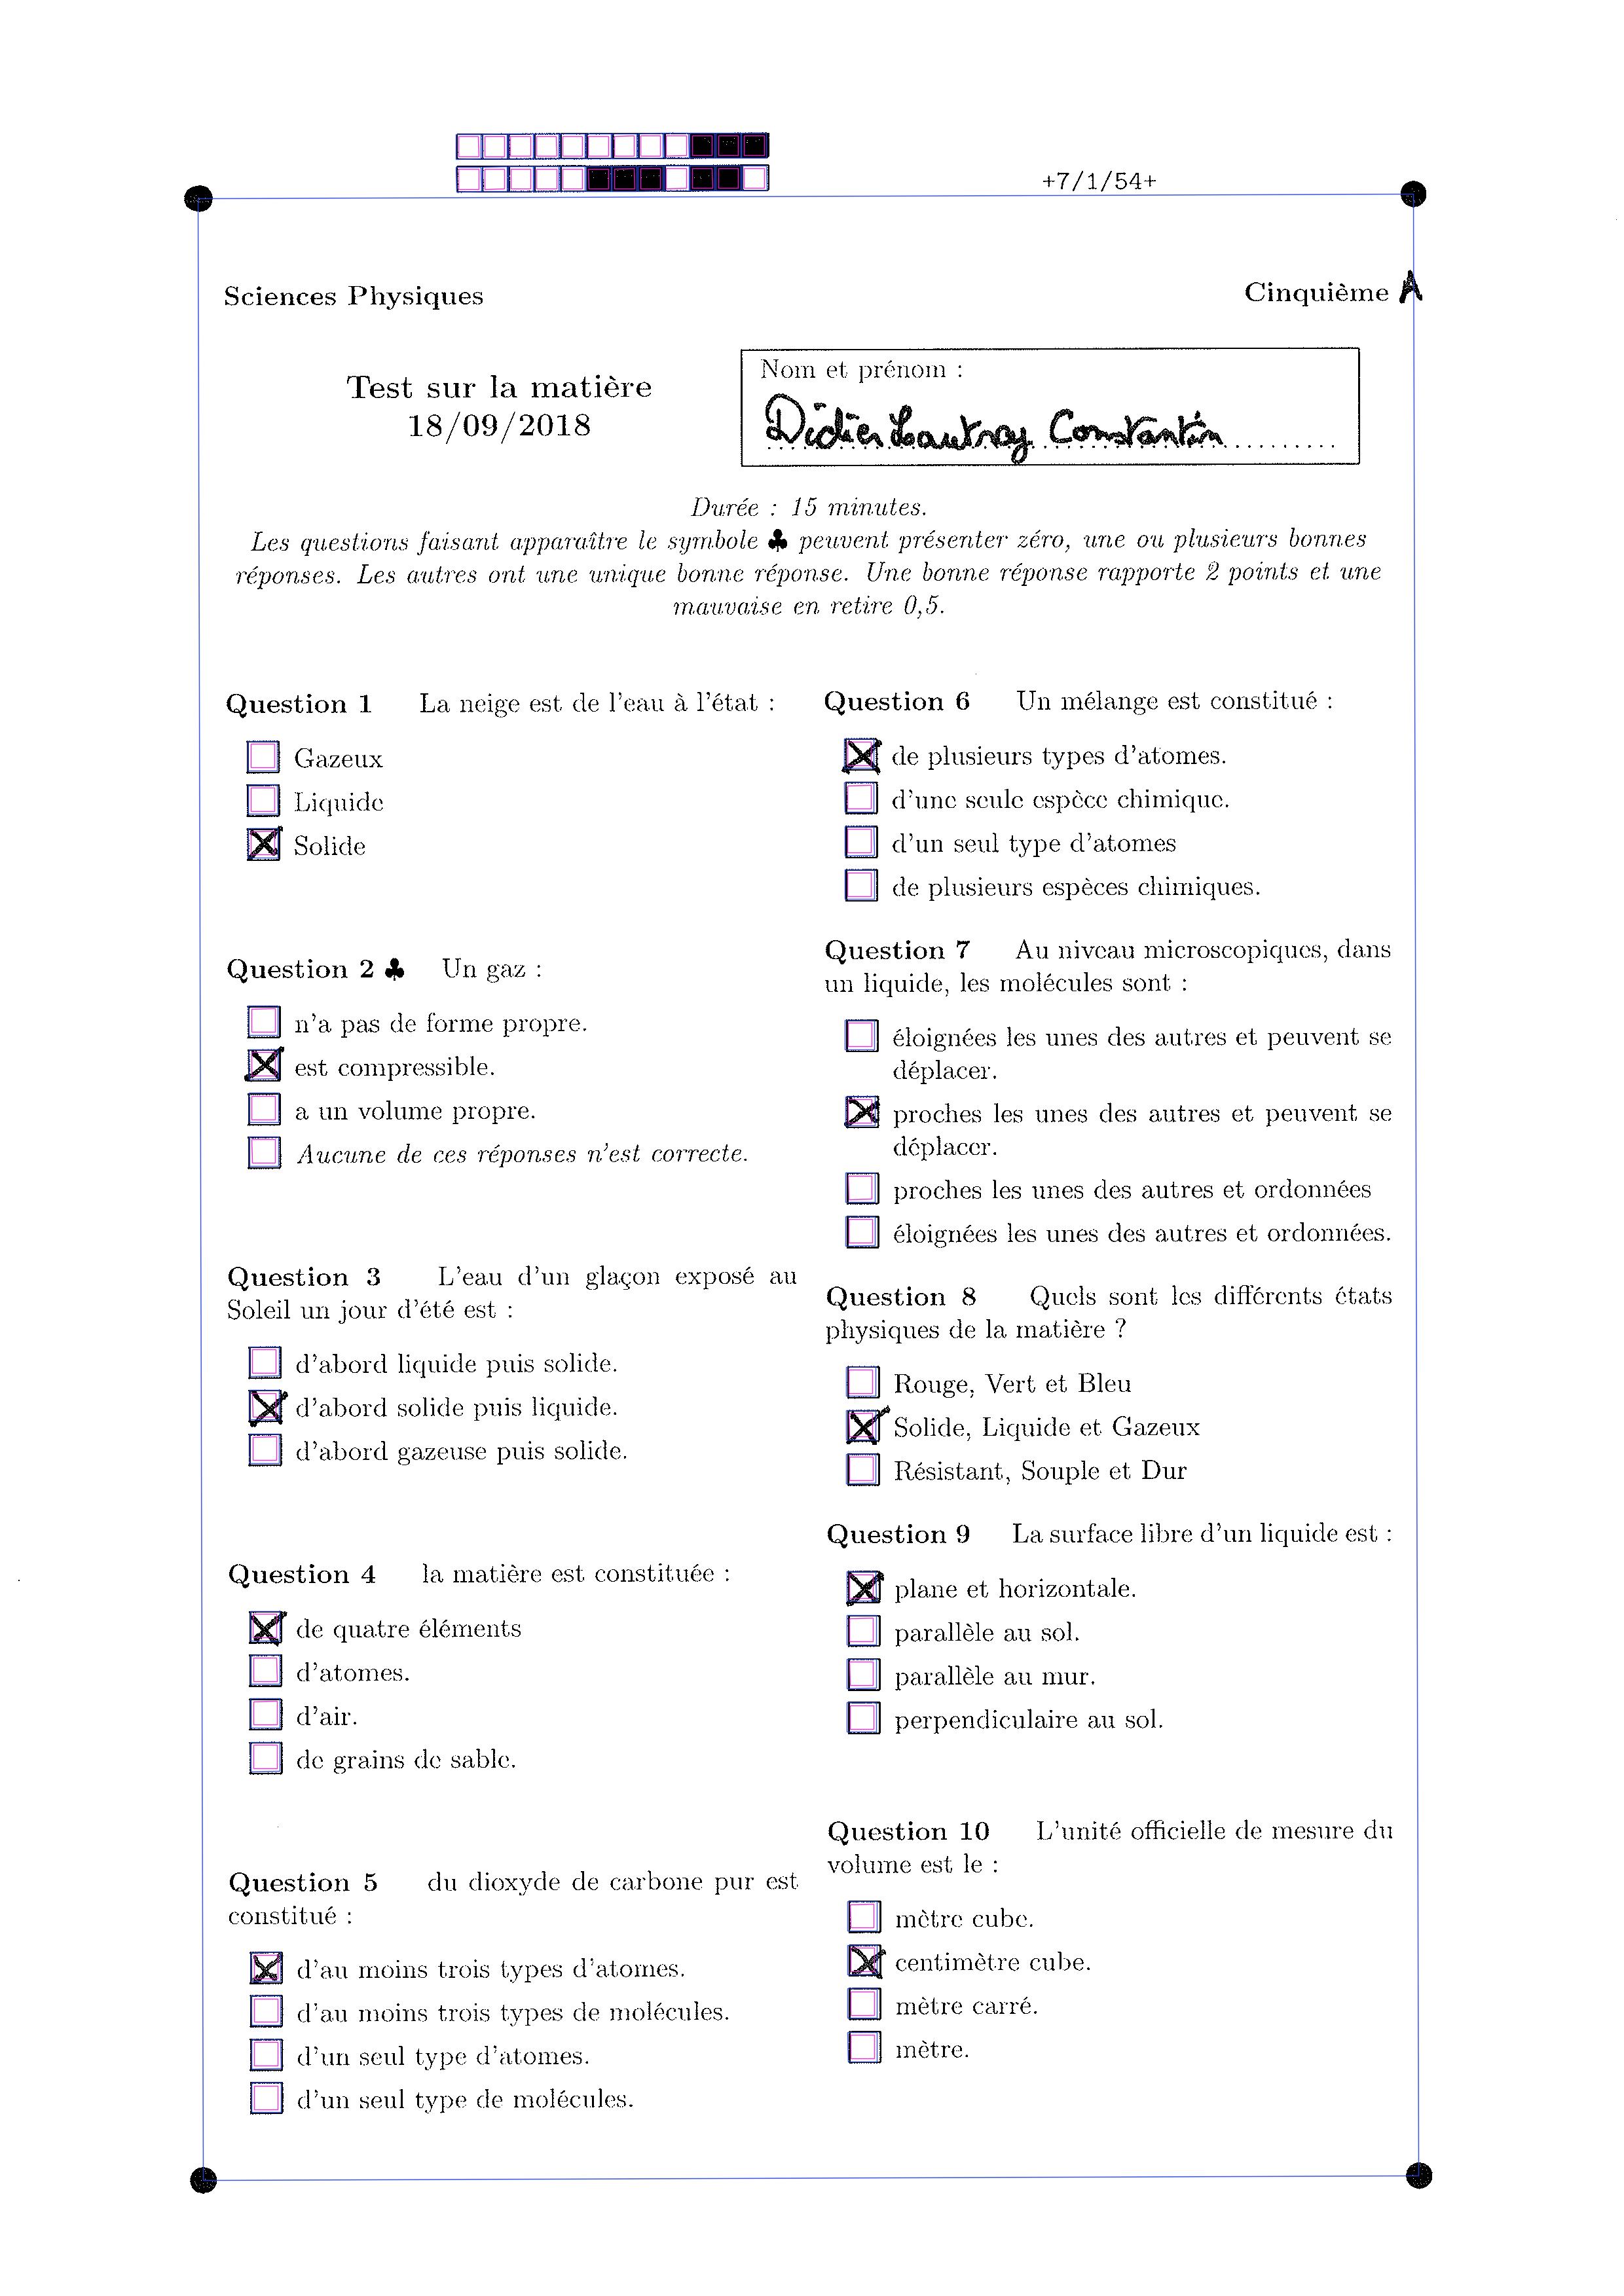 +7/1/54+
Sciences Physiques
Cinquième A
Test sur la matière
18/09/2018
Nom et prénom :
Didier Lautray Constantin
Durée : 15 minutes.
Les questions faisant apparaître le symbole ♣ peuvent présenter zéro, une ou plusieurs bonnes
réponses. Les autres ont une unique bonne réponse. Une bonne réponse rapporte 2 points et une
mauvaise en retire 0,5.
Question 1 La neige est de l'eau à l'état :
Gazeux
Liquide
Solide
Question 2 ♣ Un gaz :
n'a pas de forme propre.
est compressible.
a un volume propre.
Aucune de ces réponses n'est correcte.
Question 3 L'eau d'un glaçon exposé au
Soleil un jour d'été est :
d'abord liquide puis solide.
d'abord solide puis liquide.
d'abord gazeuse puis solide.
Question 4 la matière est constituée :
de quatre éléments
d'atomes.
d'air.
de grains de sable.
Question 5 du dioxyde de carbone pur est
constitué :
d'au moins trois types d'atomes.
d'au moins trois types de molécules.
d'un seul type d'atomes.
d'un seul type de molécules.
Question 6 Un mélange est constitué :
de plusieurs types d'atomes.
d'une seule espèce chimique.
d'un seul type d'atomes
de plusieurs espèces chimiques.
Question 7 Au niveau microscopiques, dans
un liquide, les molécules sont :
éloignées les unes des autres et peuvent se
déplacer.
proches les unes des autres et peuvent se
déplacer.
proches les unes des autres et ordonnées
éloignées les unes des autres et ordonnées.
Question 8 Quels sont les différents états
physiques de la matière ?
Rouge, Vert et Bleu
Solide, Liquide et Gazeux
Résistant, Souple et Dur
Question 9 La surface libre d'un liquide est :
plane et horizontale.
parallèle au sol.
parallèle au mur.
perpendiculaire au sol.
Question 10 L'unité officielle de mesure du
volume est le :
mètre cube.
centimètre cube.
mètre carré.
mètre.